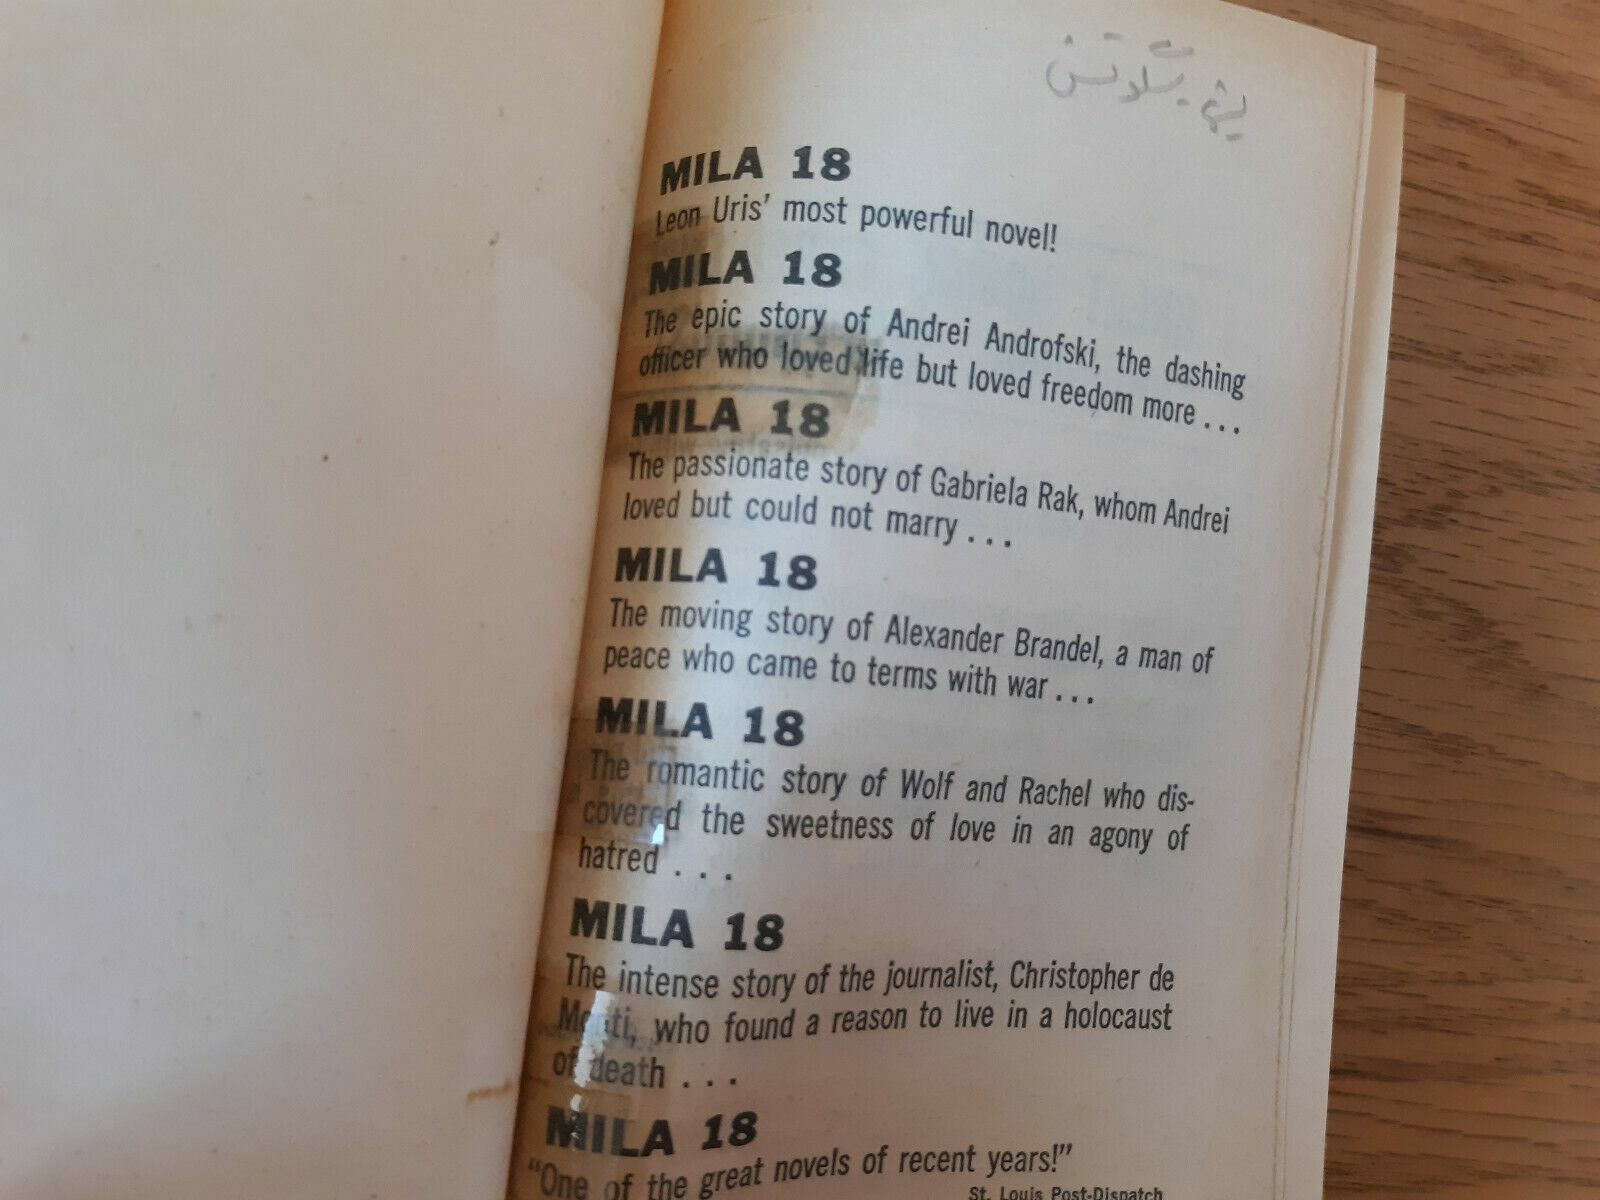 MILA 18
Leon Uris' most powerful novel!
MILA 18
The epic story of Andrei Androfski, the dashing
officer who loved life but loved freedom more . . .
MILA 18
The passionate story of Gabriela Rak, whom Andrei
loved but could not marry . . .
MILA 18
The moving story of Alexander Brandel, a man of
peace who came to terms with war . . .
MILA 18
The romantic story of Wolf and Rachel who dis-
covered the sweetness of love in an agony of
hatred . . .
MILA 18
The intense story of the journalist, Christopher de
Monti, who found a reason to live in a holocaust
of death . . .
MILA 18
"One of the great novels of recent years!"
St. Louis Post-Dispatch